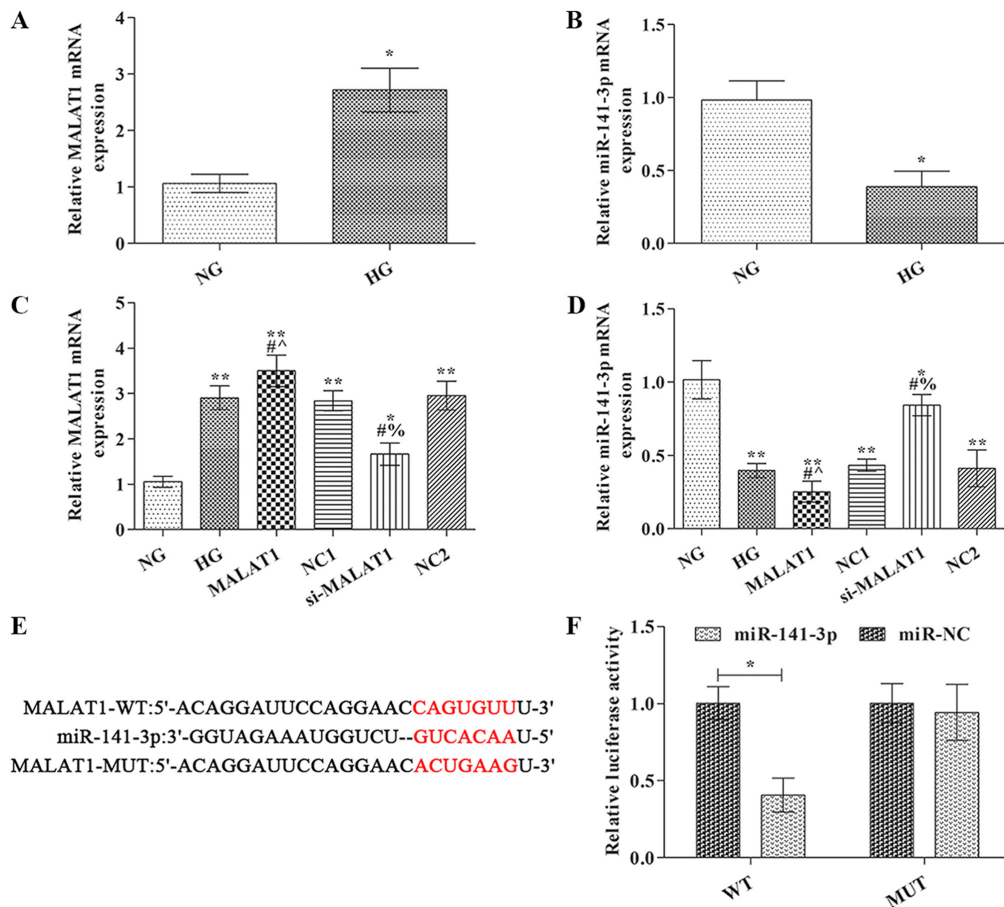 A
Relative MALAT1 mRNA
expression
4
3
2
1
0
*
NG
HG
B
Relative miR-141-3p mRNA
expression
1.5
1.0
0.5
0.0
*
NG
HG
C
Relative MALAT1 mRNA
expression
5
4
3
2
1
0
**
**
#^
**
*
#%
**
NG
HG
MALAT1
NC1
si-MALAT1
NC2
D
Relative miR-141-3p mRNA
expression
1.5
1.0
0.5
0.0
**
**
#^
**
*
#%
**
NG
HG
MALAT1
NC1
si-MALAT1
NC2
E
MALAT1-WT:5'-ACAGGAUUCCAGGAACCAGUGUUU-3'
miR-141-3p:3'-GGUAGAAAUGGUCU--GUCACAAU-5'
MALAT1-MUT:5'-ACAGGAUUCCAGGAACACUGAAGU-3'
F
Relative luciferase activity
1.5
1.0
0.5
0.0
miR-141-3p miR-NC
*
WT
MUT